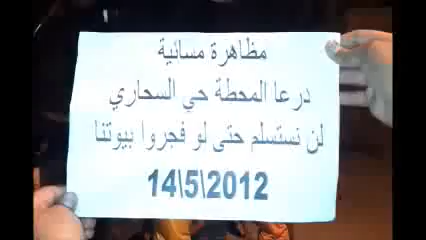 مظاهرة مسائية
درعا المحطة حي السحاري
لن نستسلم حتى لو فجروا بيوتنا
14\5\2012